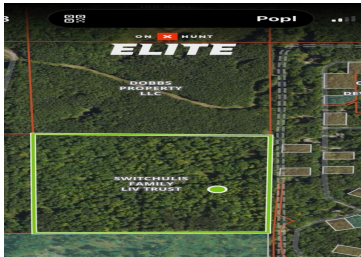 Popl
ON X HUNT
ELITE
DOBBS
PROPERTY
LLC
SWITCHULIS
FAMILY
LIV TRUST